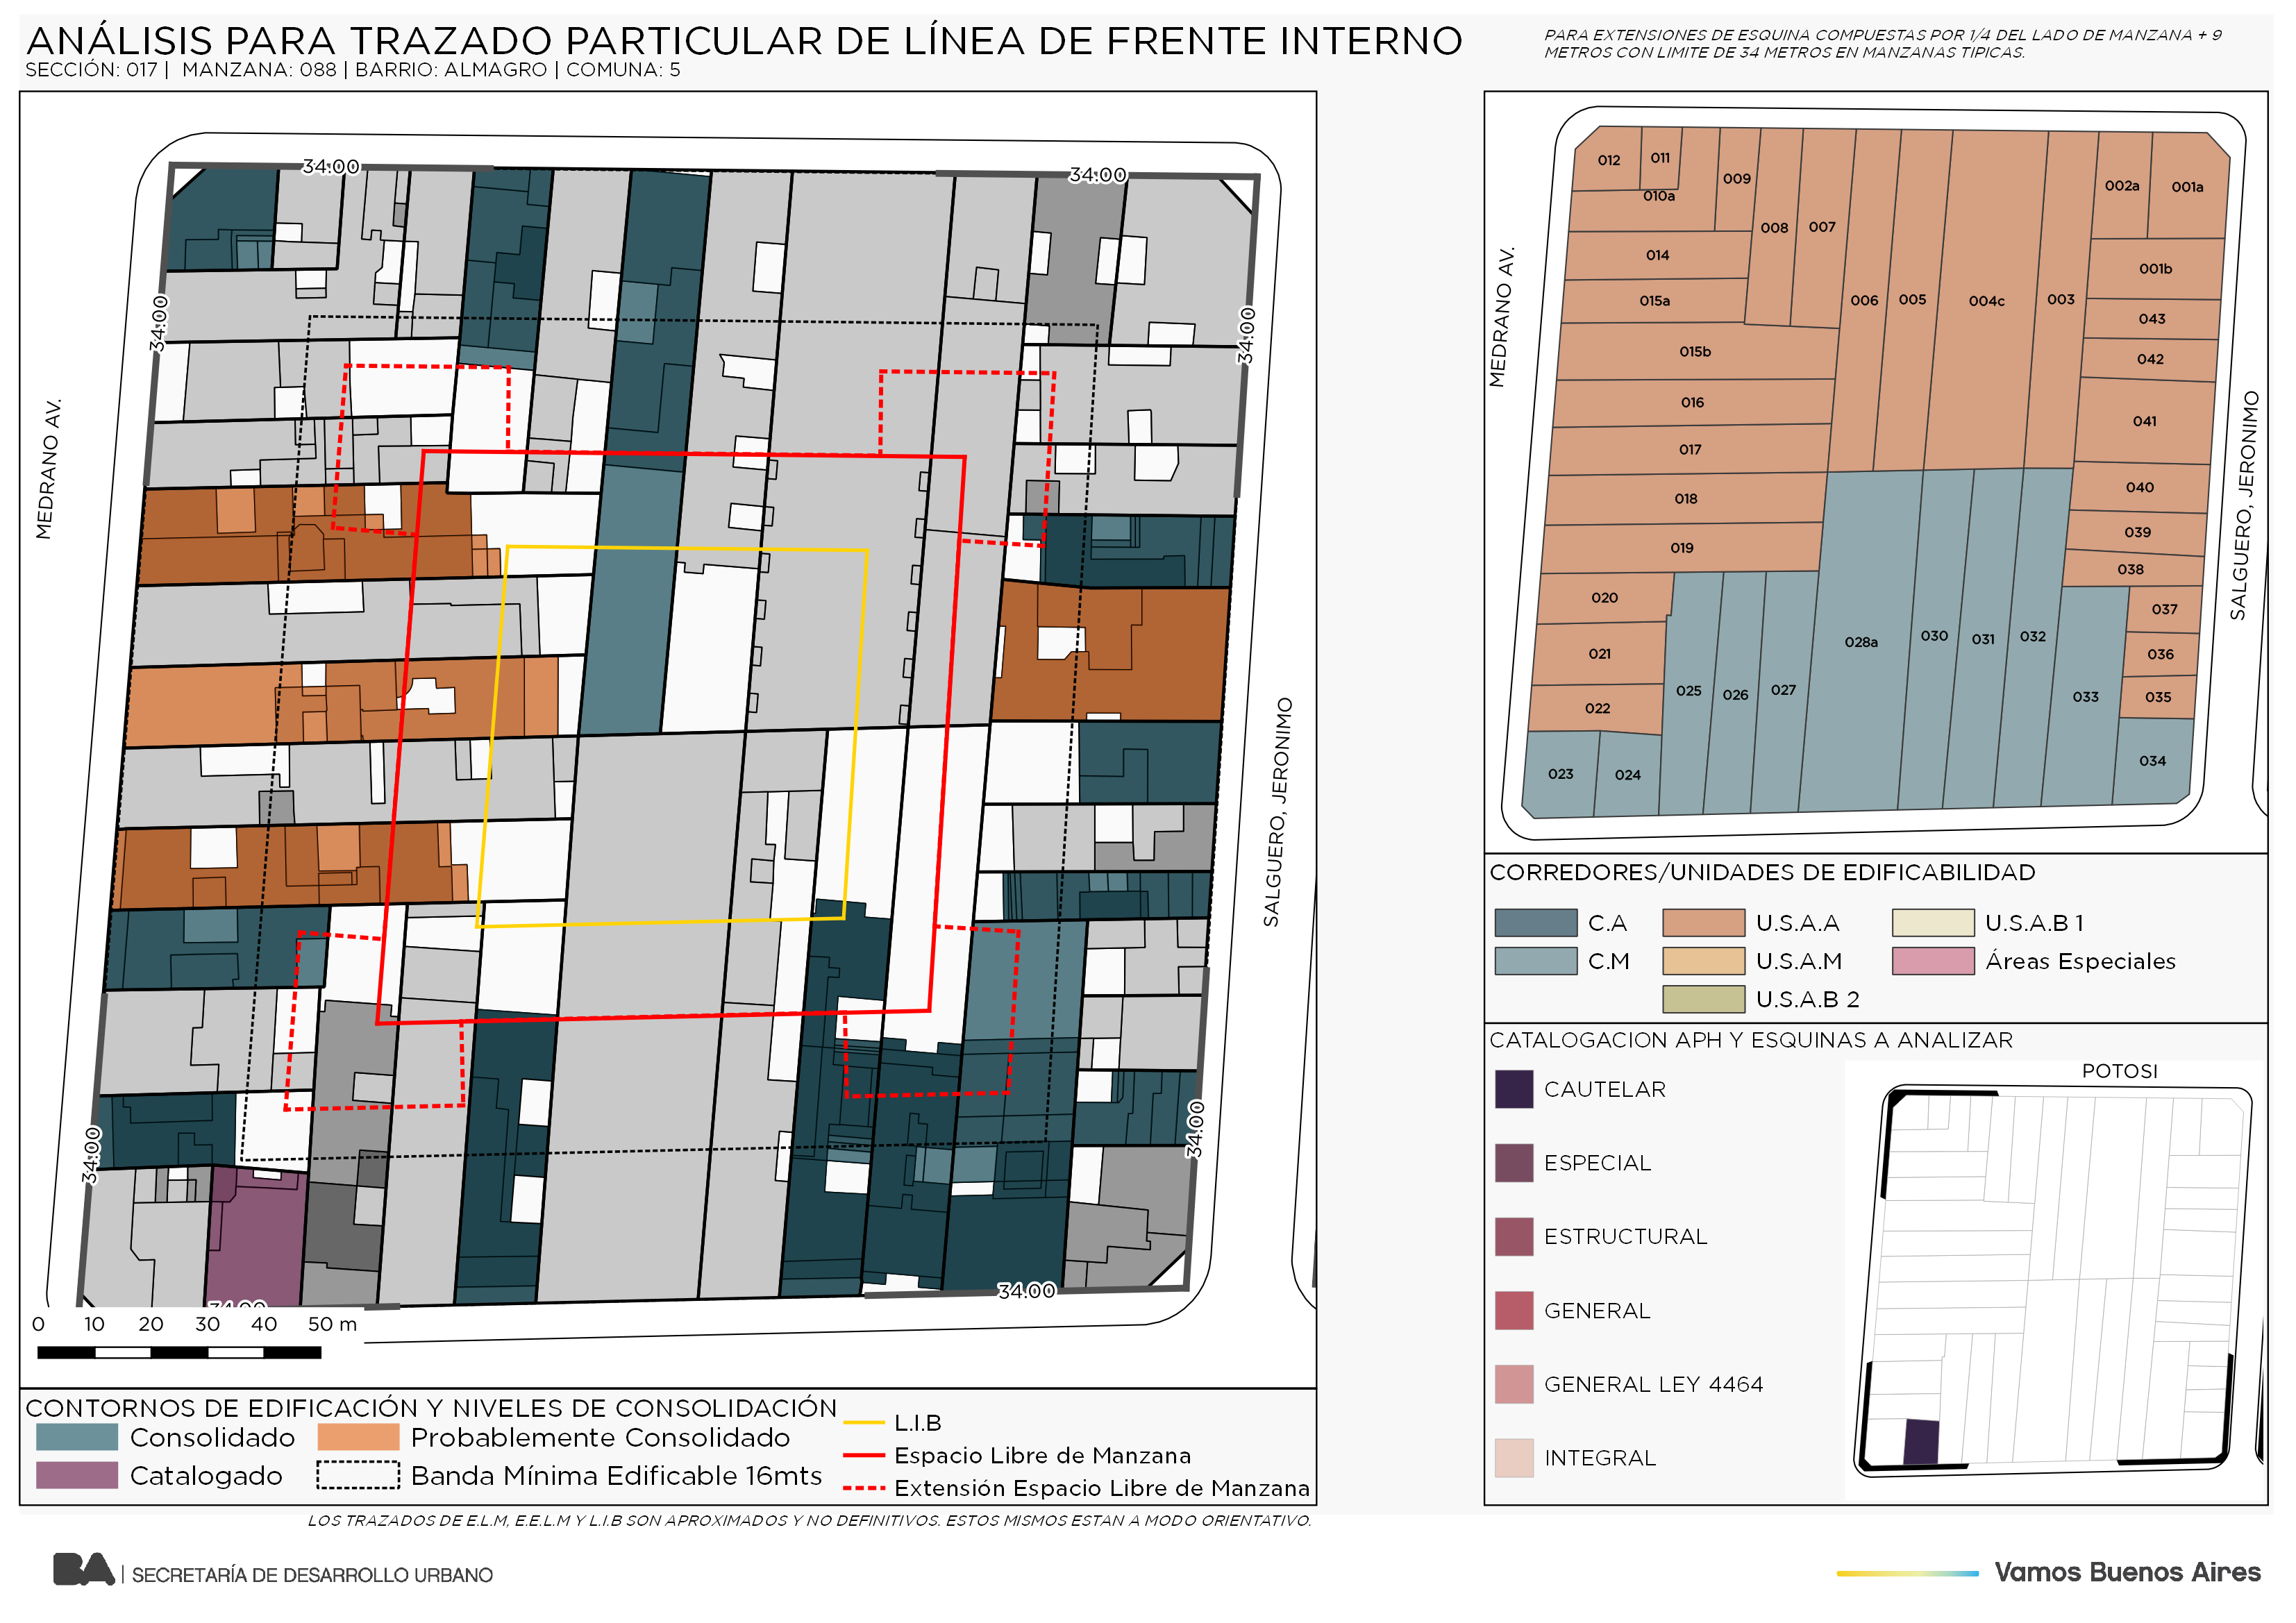 ANÁLISIS PARA TRAZADO PARTICULAR DE LÍNEA DE FRENTE INTERNO
SECCIÓN: 017 | MANZANA: 088 | BARRIO: ALMAGRO | COMUNA: 5
PARA EXTENSIONES DE ESQUINA COMPUESTAS POR 1/4 DEL LADO DE MANZANA + 9
METROS CON LIMITE DE 34 METROS EN MANZANAS TIPICAS.
34:00
34:00
34:00
34:00
MEDRANO AV.
SALGUERO, JERONIMO
34:00
34:00
34:00
34:00
0 10 20 30 40 50 m
CONTORNOS DE EDIFICACIÓN Y NIVELES DE CONSOLIDACIÓN
Consolidado
Probablemente Consolidado
Catalogado
Banda Mínima Edificable 16mts
L.I.B
Espacio Libre de Manzana
Extensión Espacio Libre de Manzana
LOS TRAZADOS DE E.L.M, E.E.L.M Y L.I.B SON APROXIMADOS Y NO DEFINITIVOS. ESTOS MISMOS ESTAN A MODO ORIENTATIVO.
MEDRANO AV.
SALGUERO, JERONIMO
012
011
010a
009
008
007
006
005
004c
003
002a
001a
001b
043
042
041
040
039
038
037
036
035
034
014
015a
015b
016
017
018
019
020
021
022
023
024
025
026
027
028a
030
031
032
033
CORREDORES/UNIDADES DE EDIFICABILIDAD
C.A
U.S.A.A
U.S.A.B 1
C.M
U.S.A.M
Áreas Especiales
U.S.A.B 2
CATALOGACION APH Y ESQUINAS A ANALIZAR
CAUTELAR
ESPECIAL
ESTRUCTURAL
GENERAL
GENERAL LEY 4464
INTEGRAL
POTOSI
BA | SECRETARÍA DE DESARROLLO URBANO
Vamos Buenos Aires